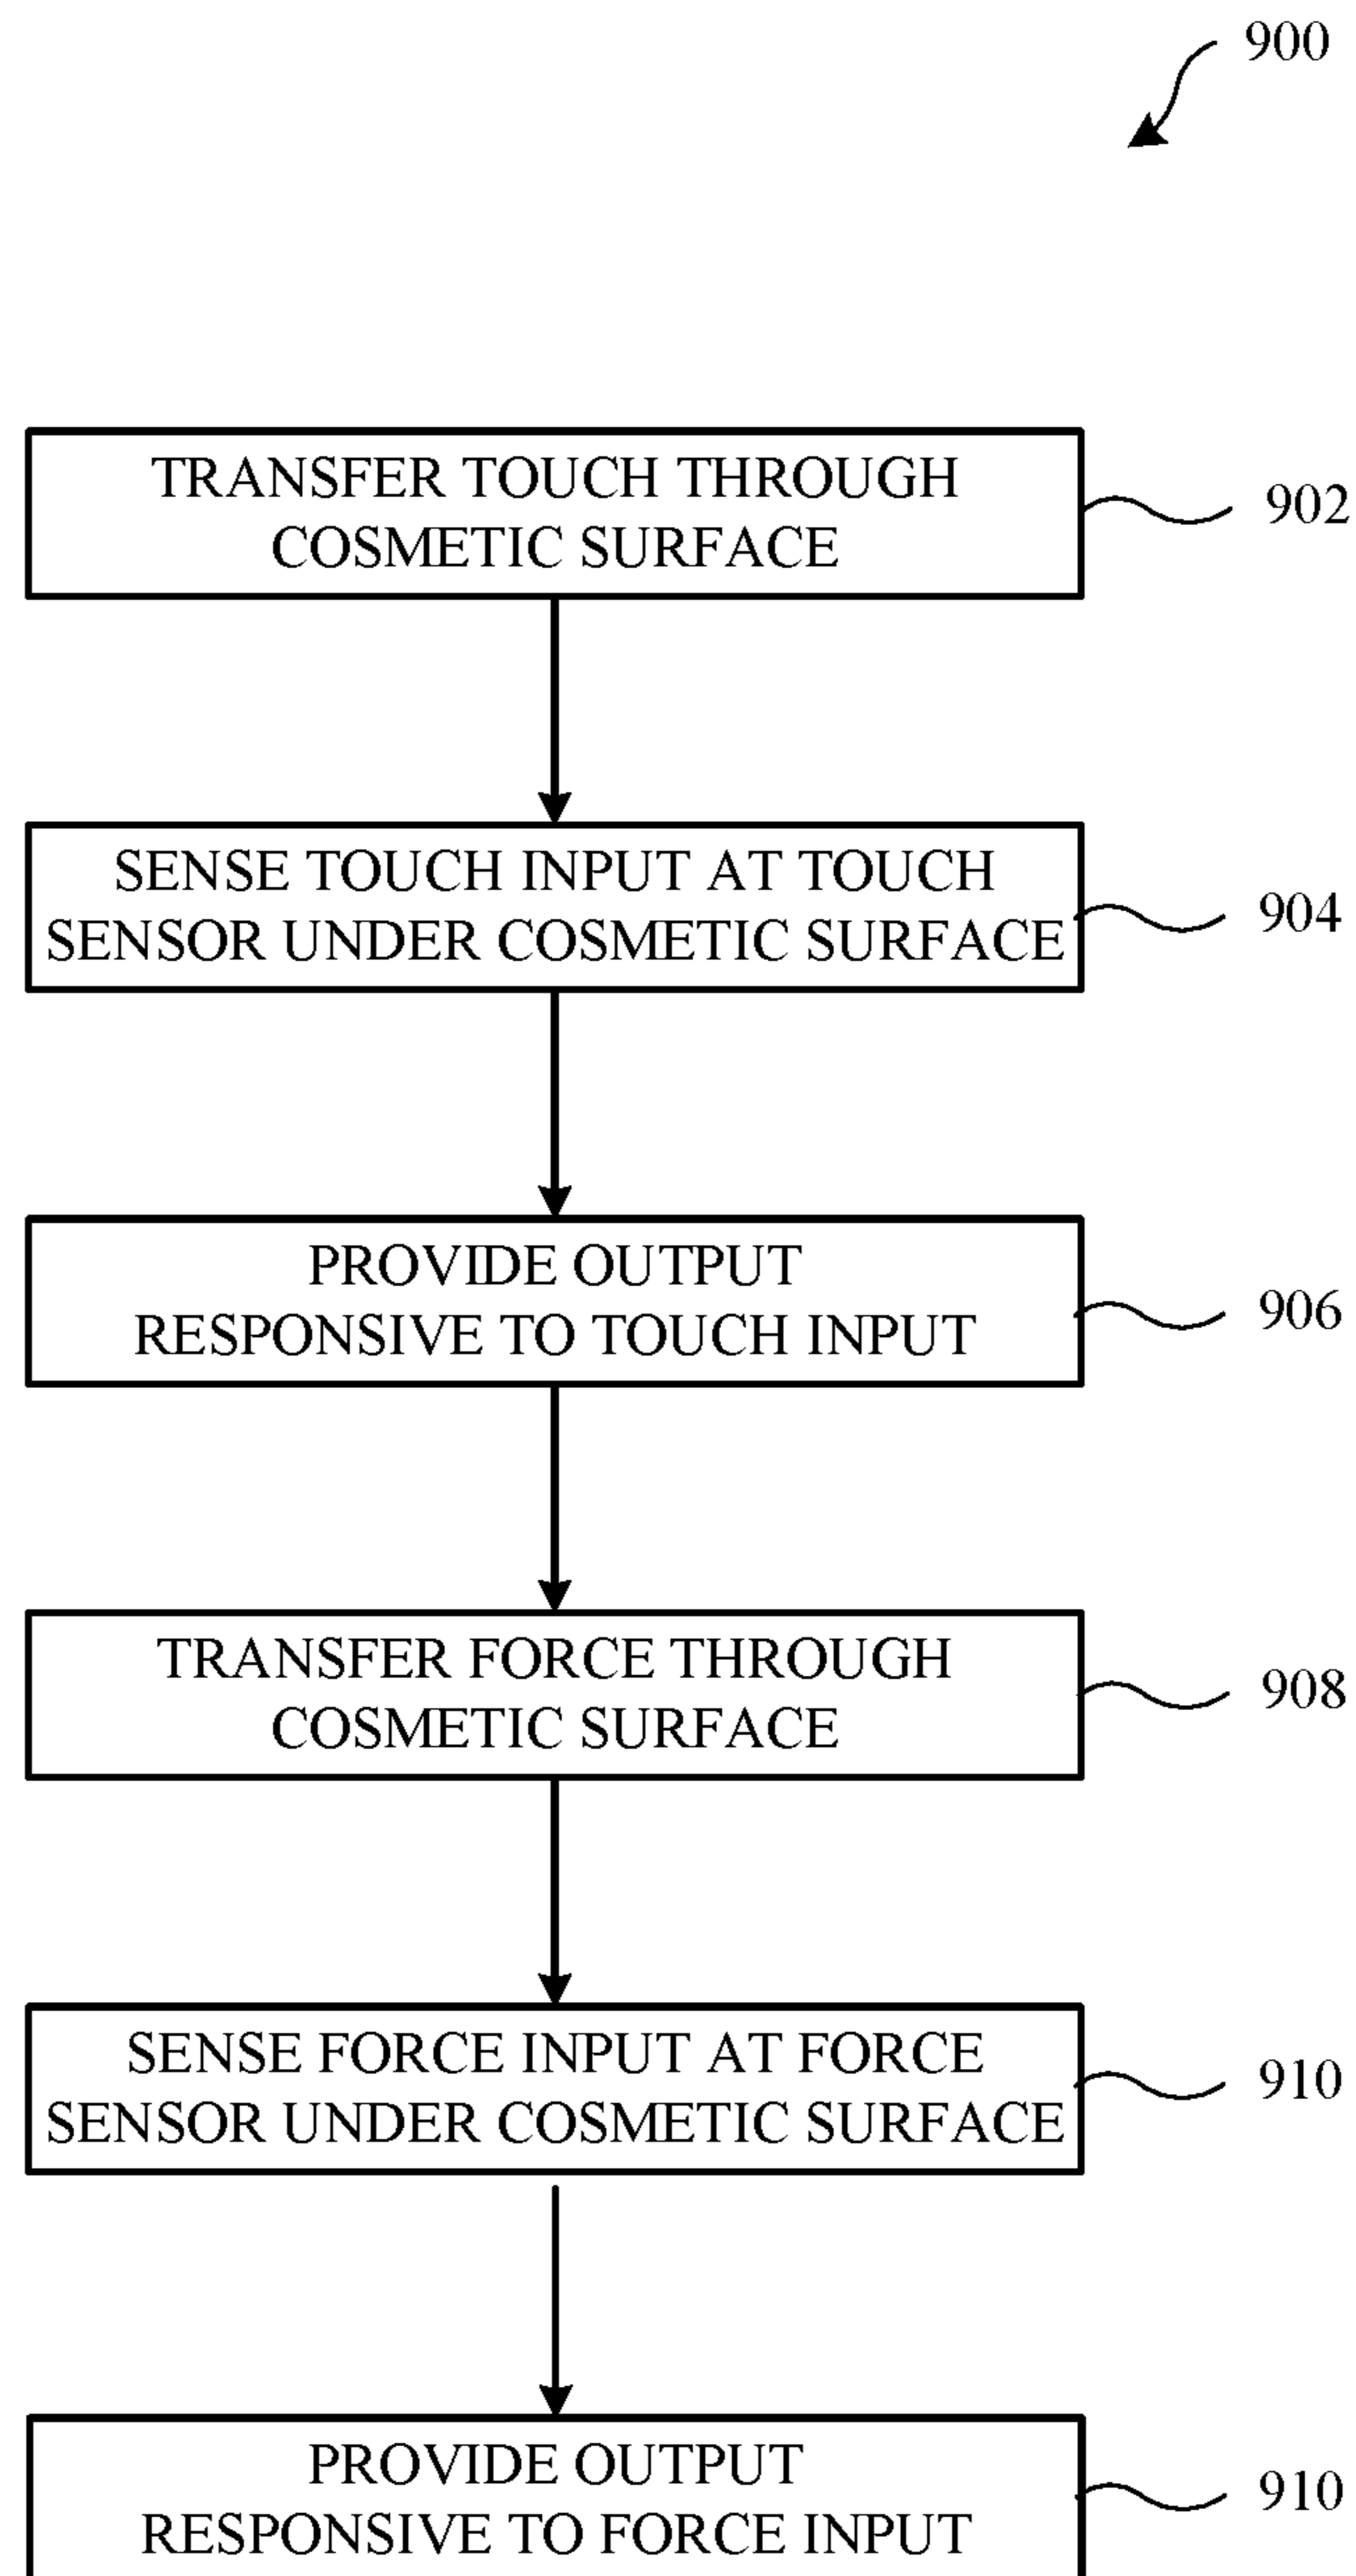 900
TRANSFER TOUCH THROUGH
COSMETIC SURFACE
902
SENSE TOUCH INPUT AT TOUCH
SENSOR UNDER COSMETIC SURFACE
904
PROVIDE OUTPUT
RESPONSIVE TO TOUCH INPUT
906
TRANSFER FORCE THROUGH
COSMETIC SURFACE
908
SENSE FORCE INPUT AT FORCE
SENSOR UNDER COSMETIC SURFACE
910
PROVIDE OUTPUT
RESPONSIVE TO FORCE INPUT
910